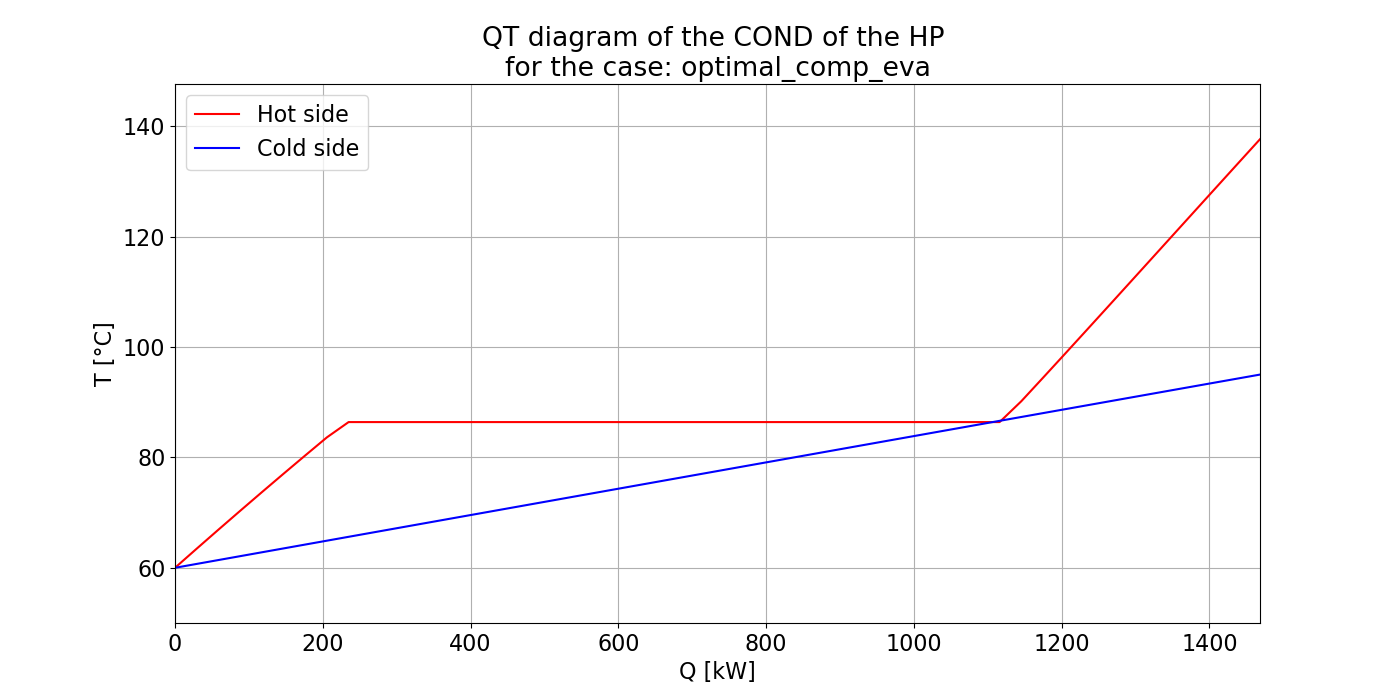 QT diagram of the COND of the HP
for the case: optimal_comp_eva
Hot side
Cold side
T [°C]
140
120
100
80
60
0 200 400 600 800 1000 1200 1400
Q [kW]